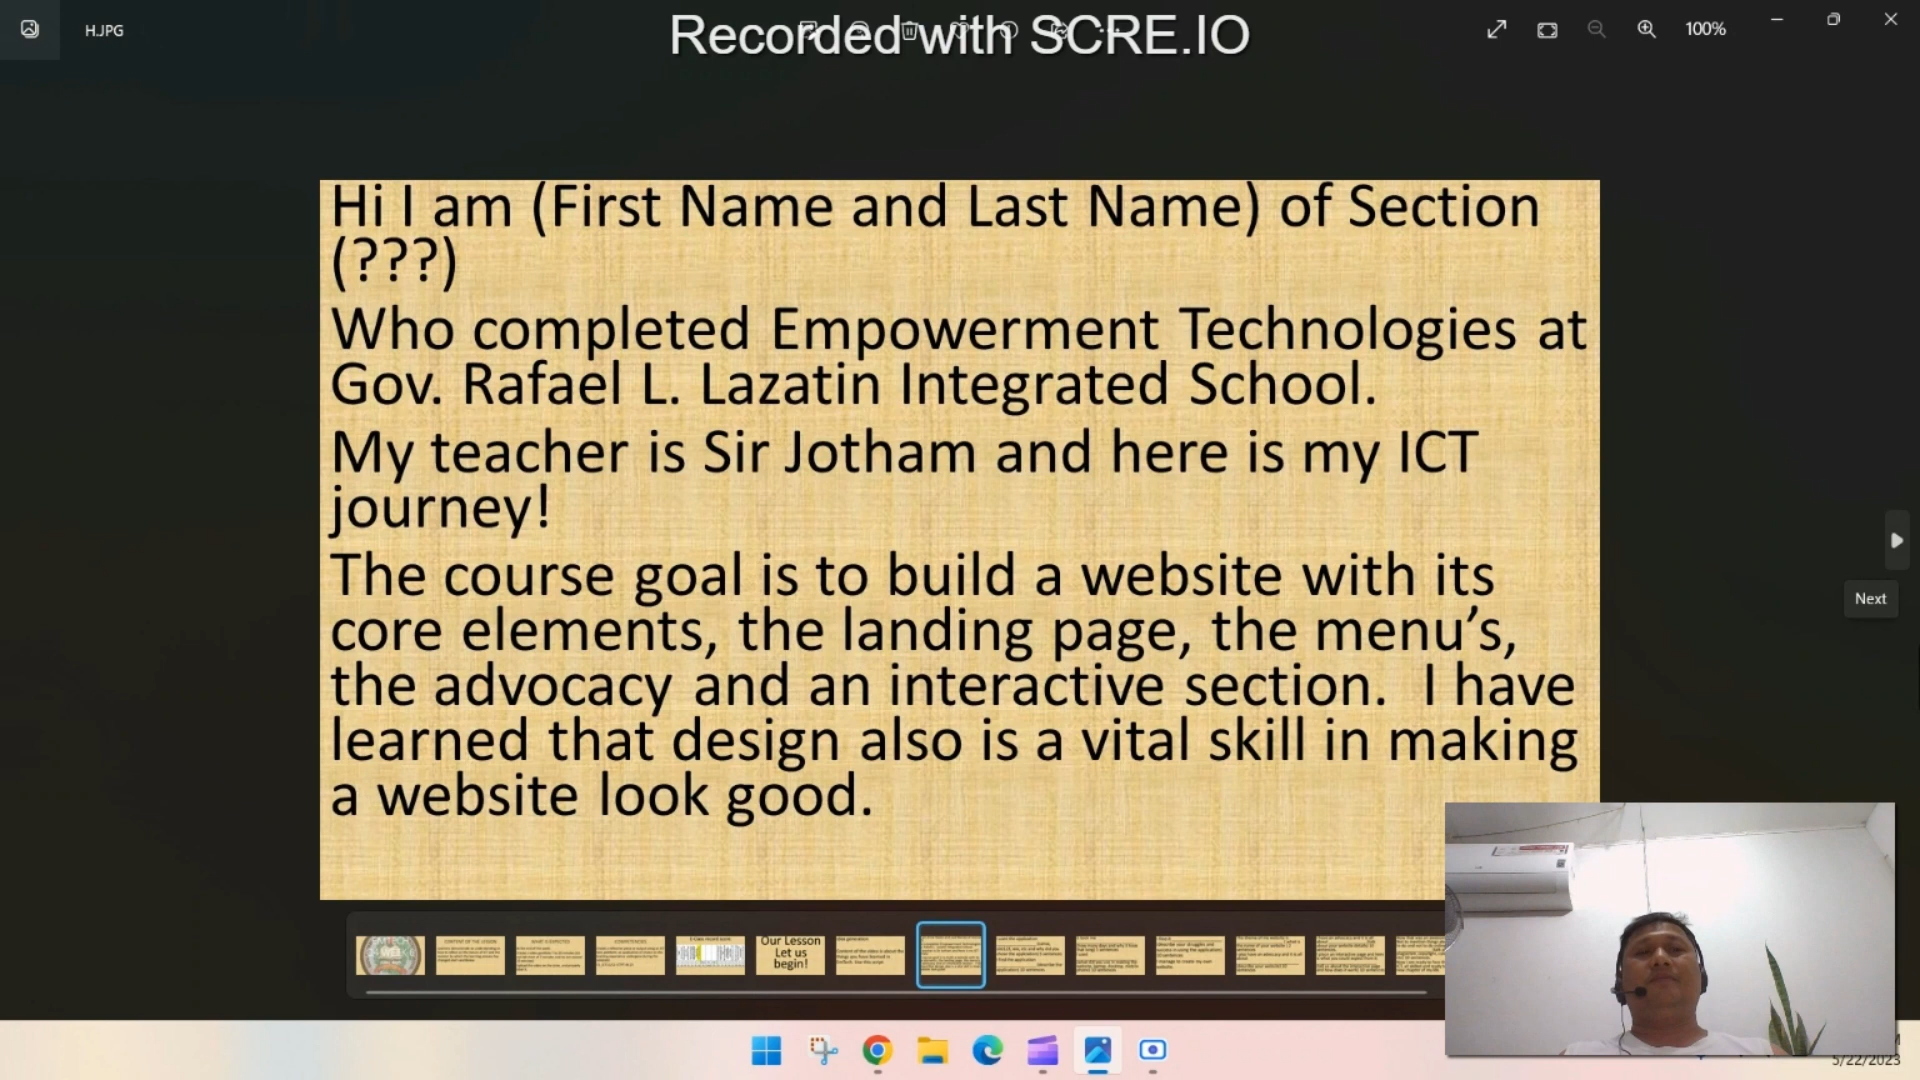 H.JPG
Recorded with SCRE.IO
100%
Hi I am (First Name and Last Name) of Section
(???)
Who completed Empowerment Technologies at
Gov. Rafael L. Lazatin Integrated School.
My teacher is Sir Jotham and here is my ICT
journey!
The course goal is to build a website with its
core elements, the landing page, the menu’s,
the advocacy and an interactive section.  I have
learned that design also is a vital skill in making
a website look good.
Next
Our Lesson
Let us
begin!
5/22/2023